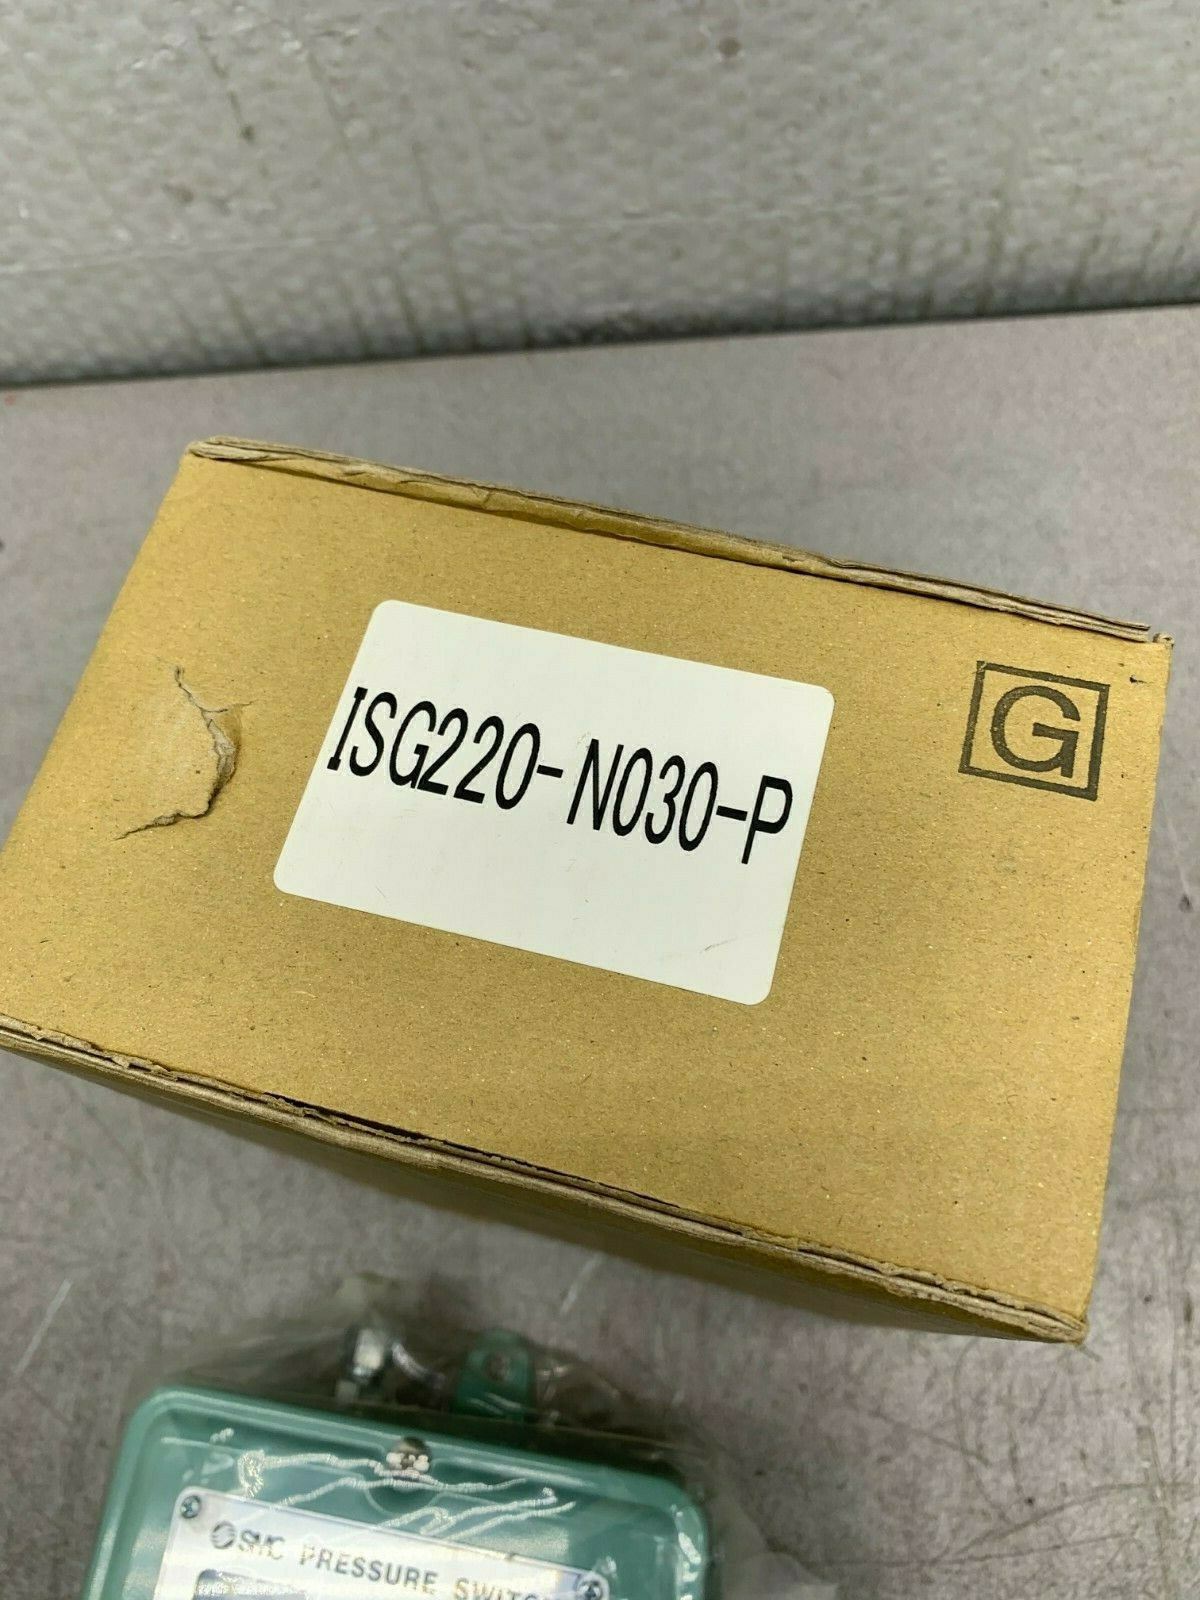 ISG220-N030-P
G
SMC PRESSURE SWITCH